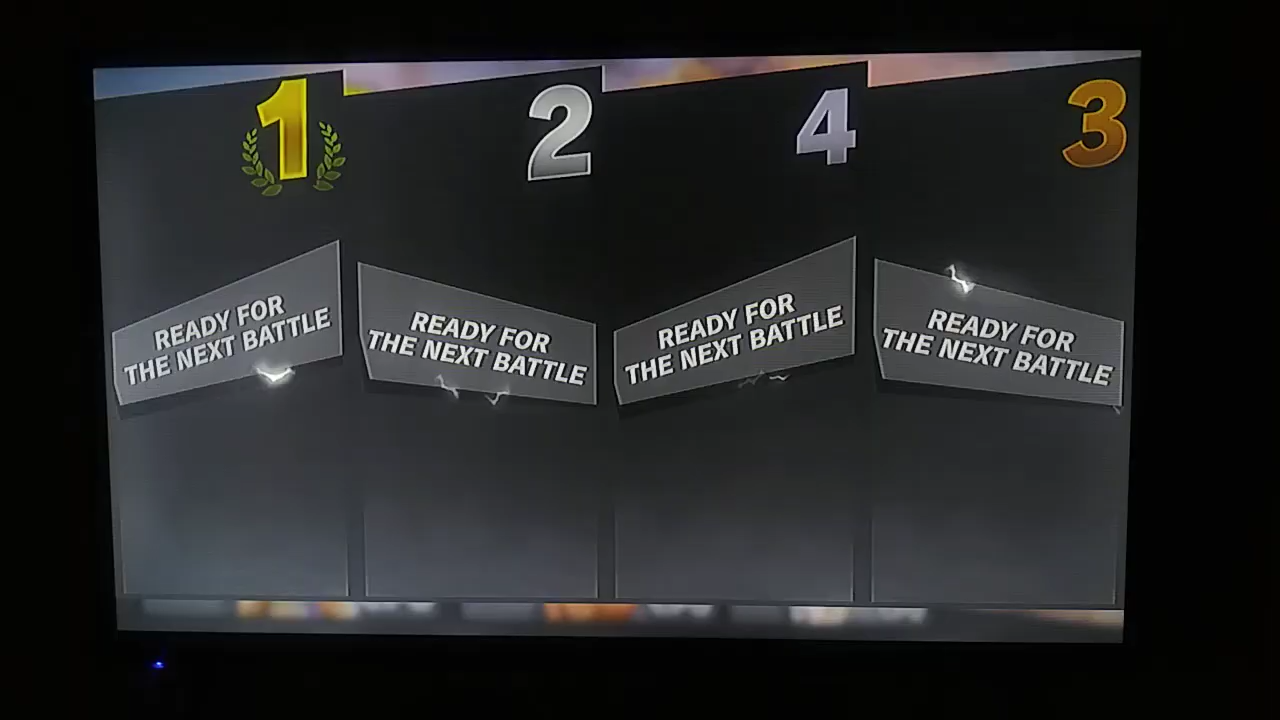 1
2
4
3
READY FOR
THE NEXT BATTLE
READY FOR
THE NEXT BATTLE
READY FOR
THE NEXT BATTLE
READY FOR
THE NEXT BATTLE